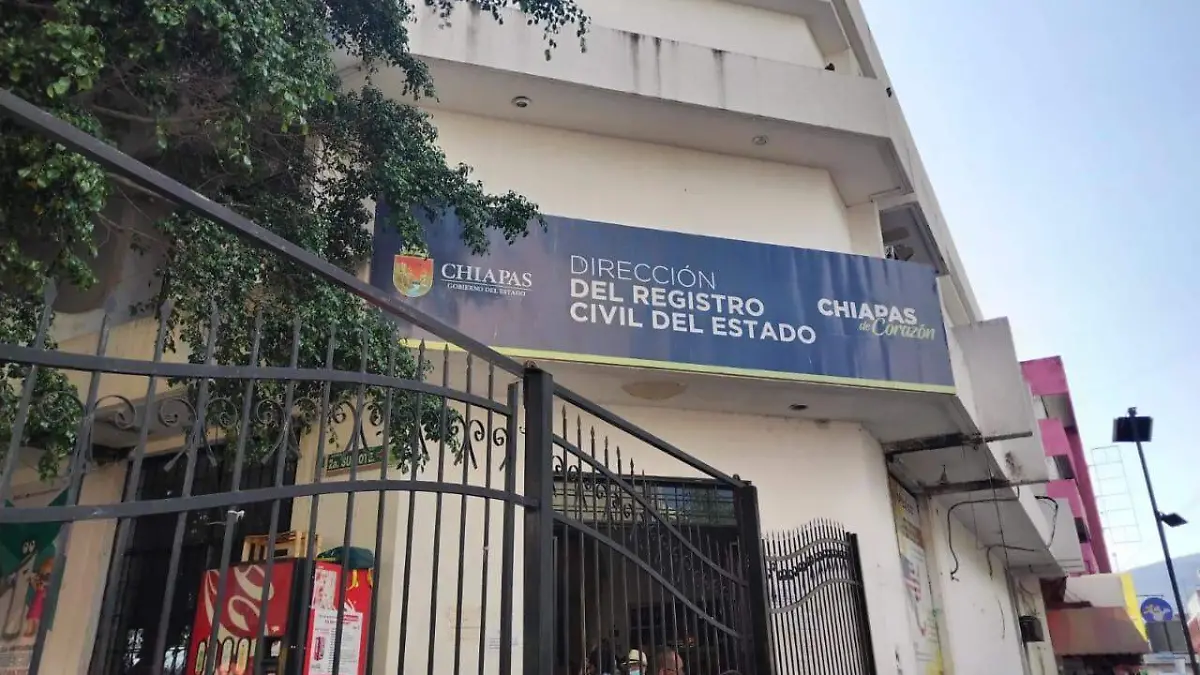 CHIAPAS
GOBIERNO DEL ESTADO
DIRECCIÓN
DEL REGISTRO
CIVIL DEL ESTADO
CHIAPAS
de Corazón